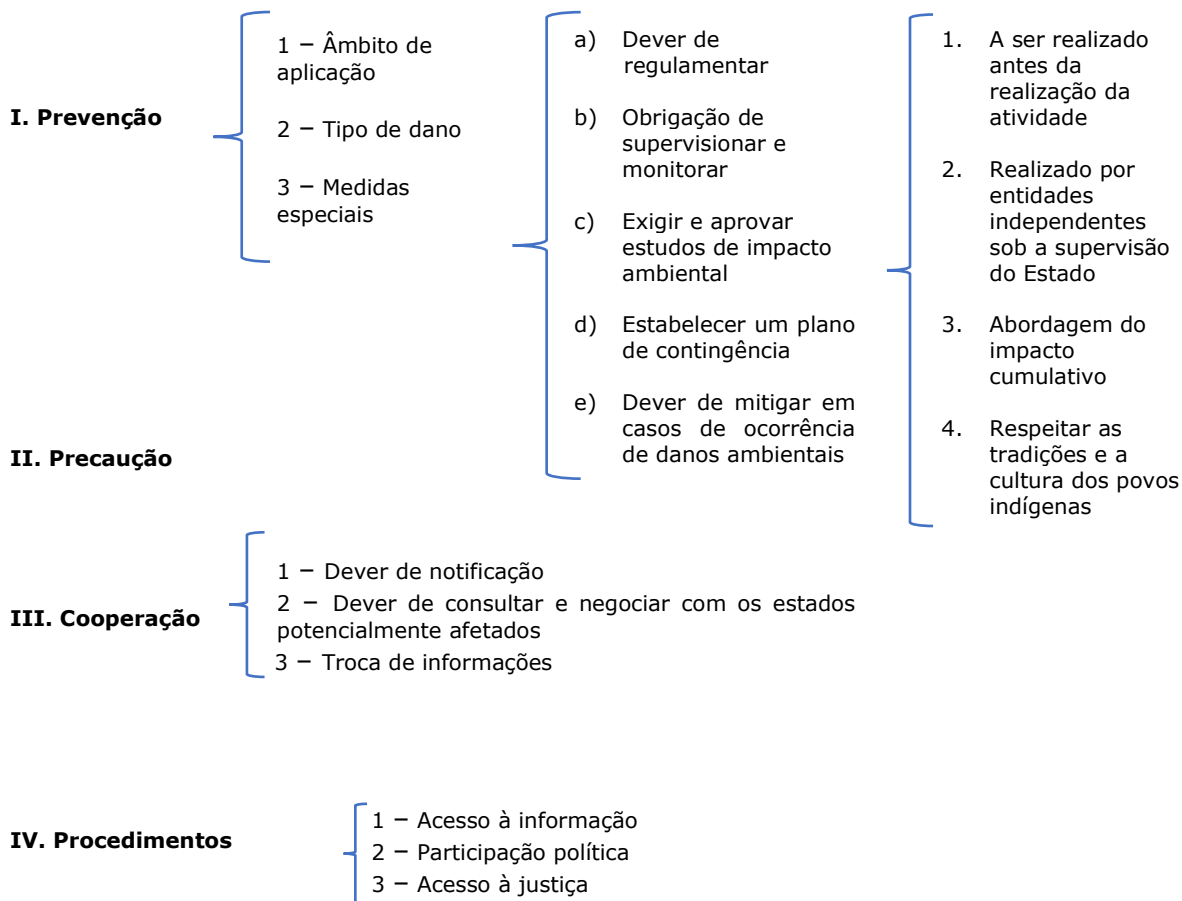 I. Prevenção
1 – Âmbito de
aplicação
2 – Tipo de dano
3 – Medidas
especiais
a) Dever de
regulamentar
b) Obrigação de
supervisionar e
monitorar
c) Exigir e aprovar
estudos de impacto
ambiental
d) Estabelecer um plano
de contingência
e) Dever de mitigar em
casos de ocorrência
de danos ambientais
1. A ser realizado
antes da
realização da
atividade
2. Realizado por
entidades
independentes
sob a supervisão
do Estado
3. Abordagem do
impacto
cumulativo
4. Respeitar as
tradições e a
cultura dos povos
indígenas
II. Precaução
III. Cooperação
1 – Dever de notificação
2 – Dever de consultar e negociar com os estados
potencialmente afetados
3 – Troca de informações
IV. Procedimentos
1 – Acesso à informação
2 – Participação política
3 – Acesso à justiça